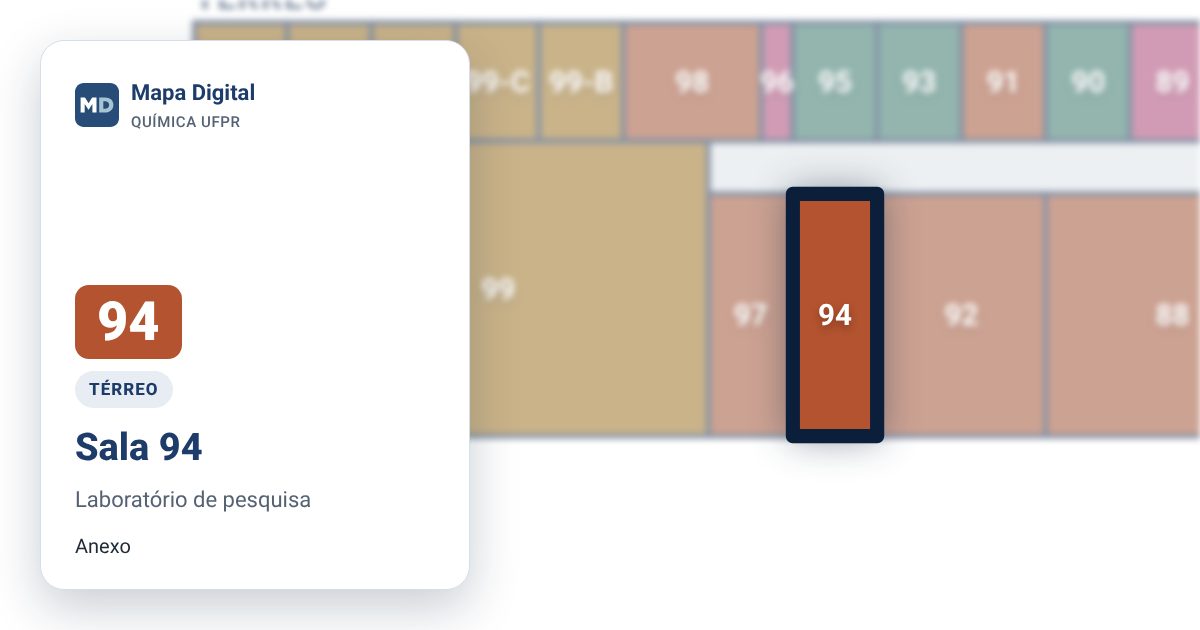 MD
Mapa Digital
QUÍMICA UFPR
94
TÉRREO
Sala 94
Laboratório de pesquisa
Anexo
99-C 99-B 98 96 95 93 91 90 89
99 97 94 92 88